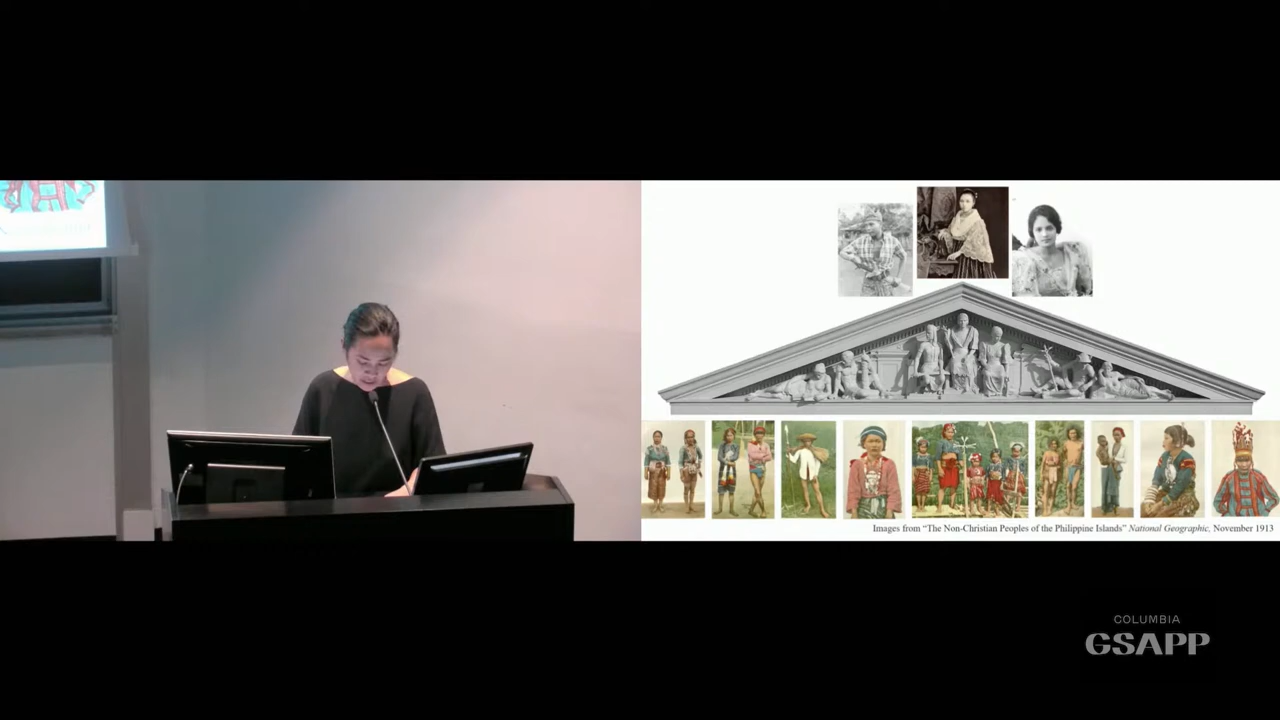 Images from “The Non-Christian Peoples of the Philippine Islands” National Geographic, November 1913
COLUMBIA
GSAPP